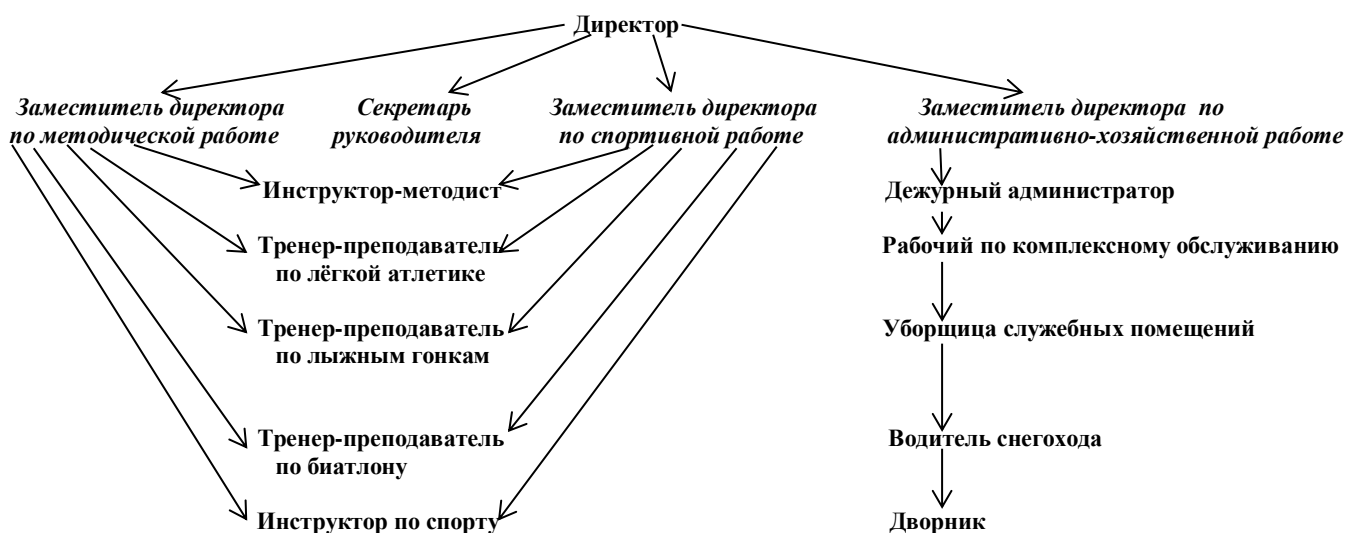 Директор
Заместитель директора
по методической работе
Секретарь
руководителя
Заместитель директора
по спортивной работе
Заместитель директора по
административно-хозяйственной работе
Инструктор-методист
Дежурный администратор
Тренер-преподаватель
по лёгкой атлетике
Рабочий по комплексному обслуживанию
Тренер-преподаватель
по лыжным гонкам
Уборщица служебных помещений
Тренер-преподаватель
по биатлону
Водитель снегохода
Инструктор по спорту
Дворник